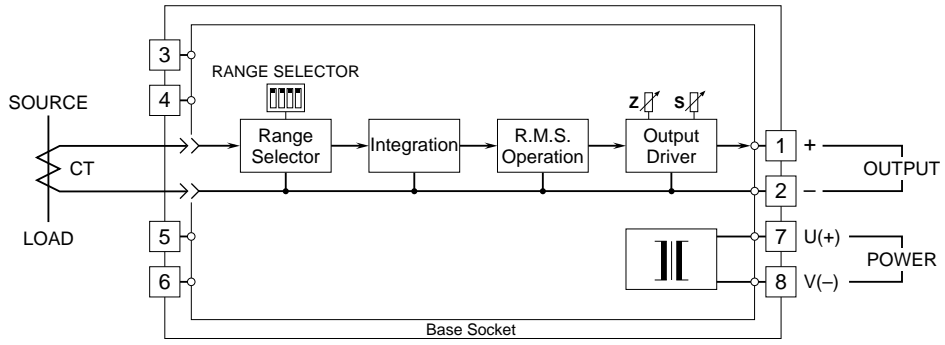 3
RANGE SELECTOR
4
SOURCE
Z
S
CT
Range
Selector
Integration
R.M.S.
Operation
Output
Driver
1
+
OUTPUT
2
–
LOAD
5
6
7
U(+)
POWER
8
V(–)
Base Socket